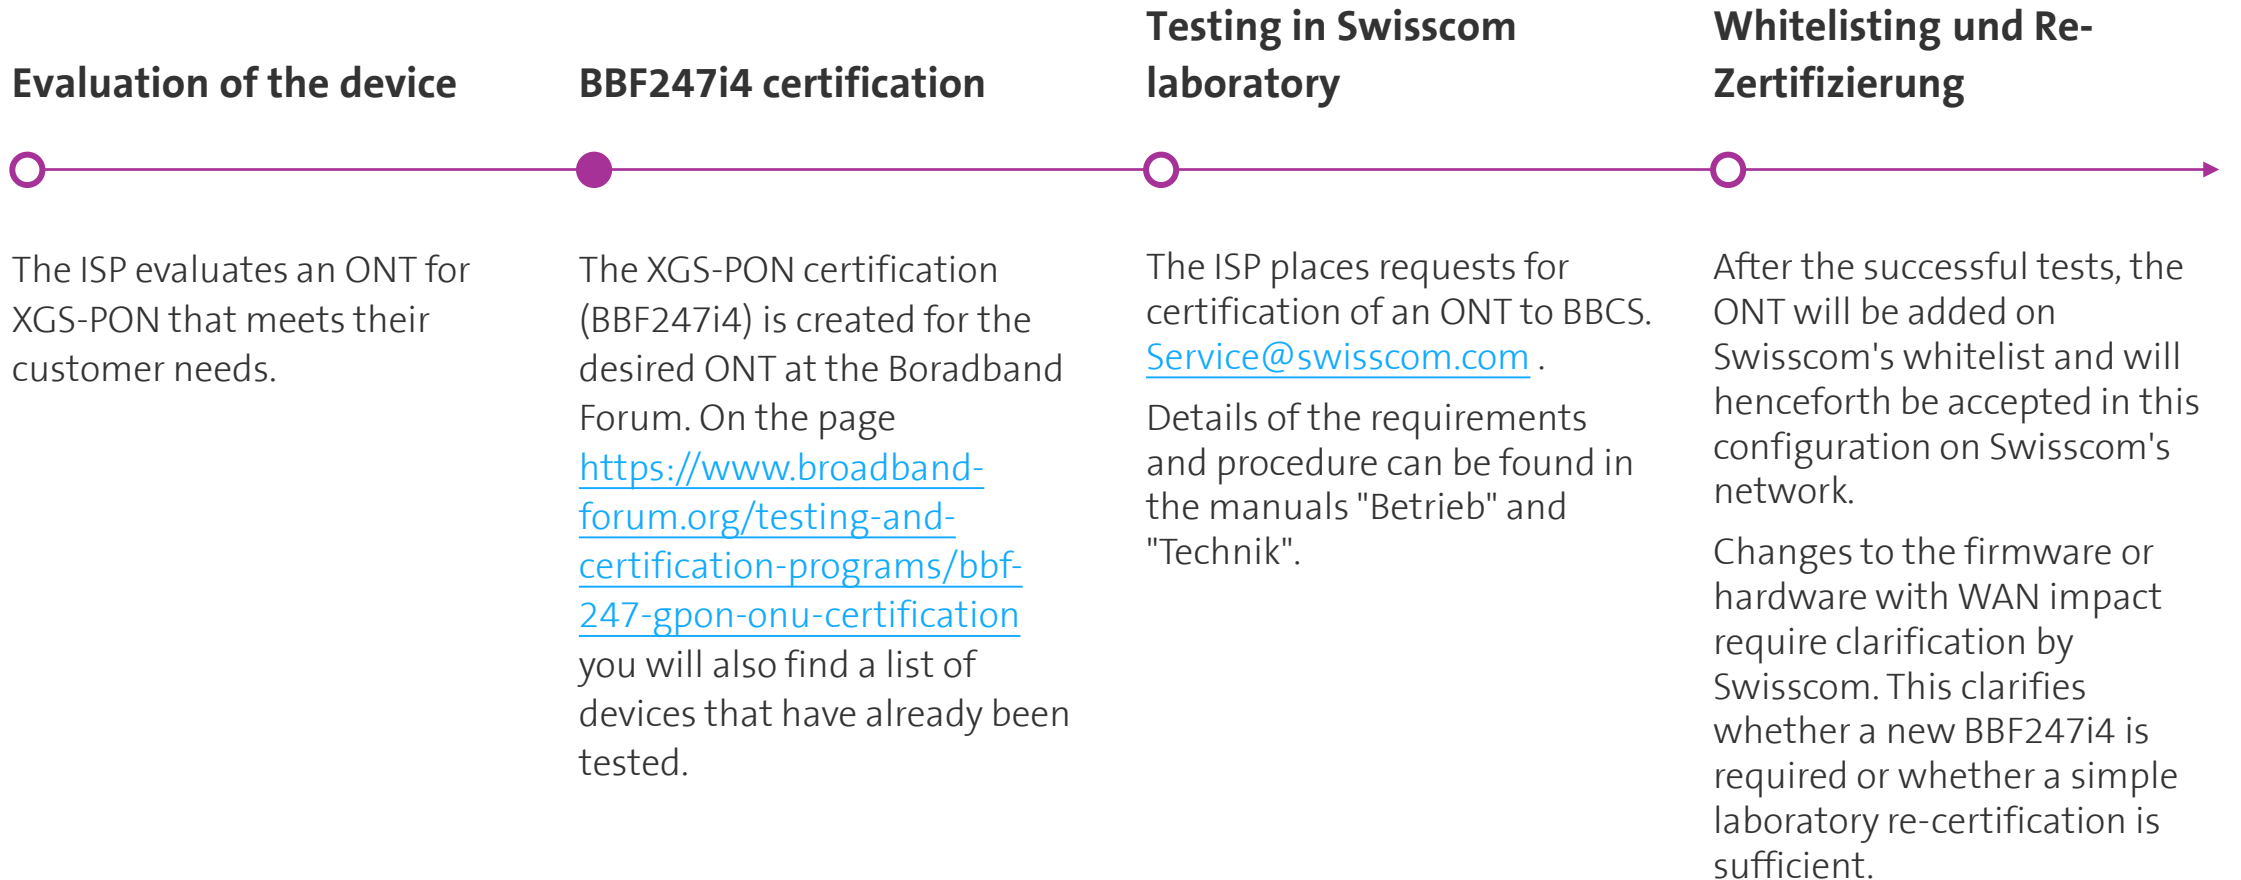 Evaluation of the device
The ISP evaluates an ONT for
XGS-PON that meets their
customer needs.
BBF247i4 certification
The XGS-PON certification
(BBF247i4) is created for the
desired ONT at the Boradband
Forum. On the page
https://www.broadband-
forum.org/testing-and-
certification-programs/bbf-
247-gpon-onu-certification
you will also find a list of
devices that have already been
tested.
Testing in Swisscom
laboratory
The ISP places requests for
certification of an ONT to BBCS.
Service@swisscom.com .
Details of the requirements
and procedure can be found in
the manuals "Betrieb" and
"Technik".
Whitelisting und Re-
Zertifizierung
After the successful tests, the
ONT will be added on
Swisscom's whitelist and will
henceforth be accepted in this
configuration on Swisscom's
network.
Changes to the firmware or
hardware with WAN impact
require clarification by
Swisscom. This clarifies
whether a new BBF247i4 is
required or whether a simple
laboratory re-certification is
sufficient.